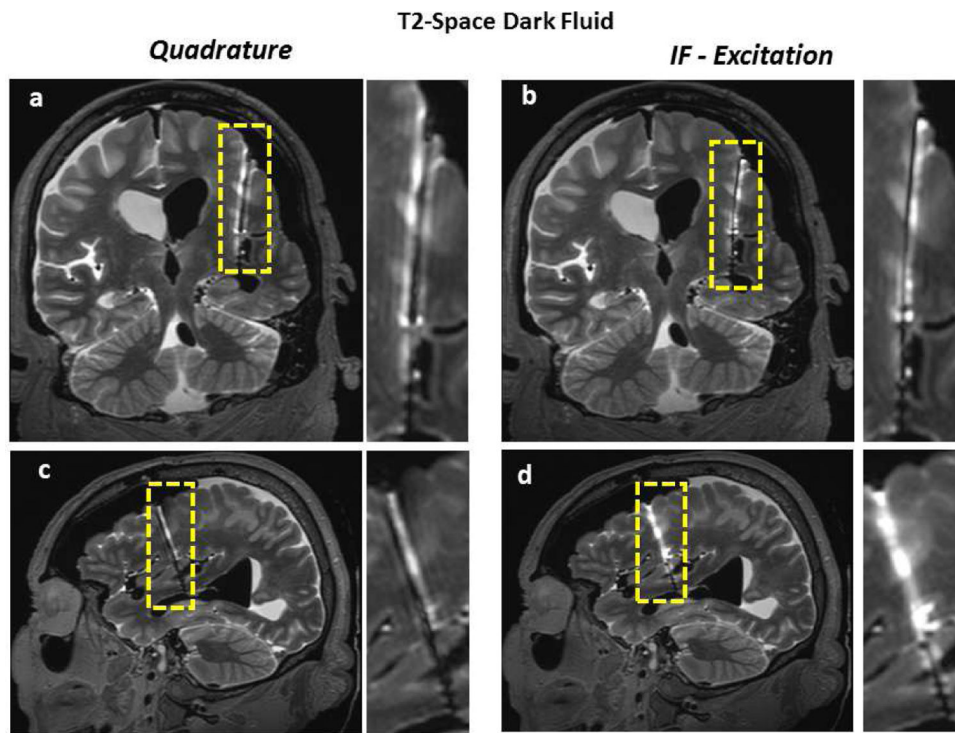 T2-Space Dark Fluid
Quadrature
IF - Excitation
a
b
c
d